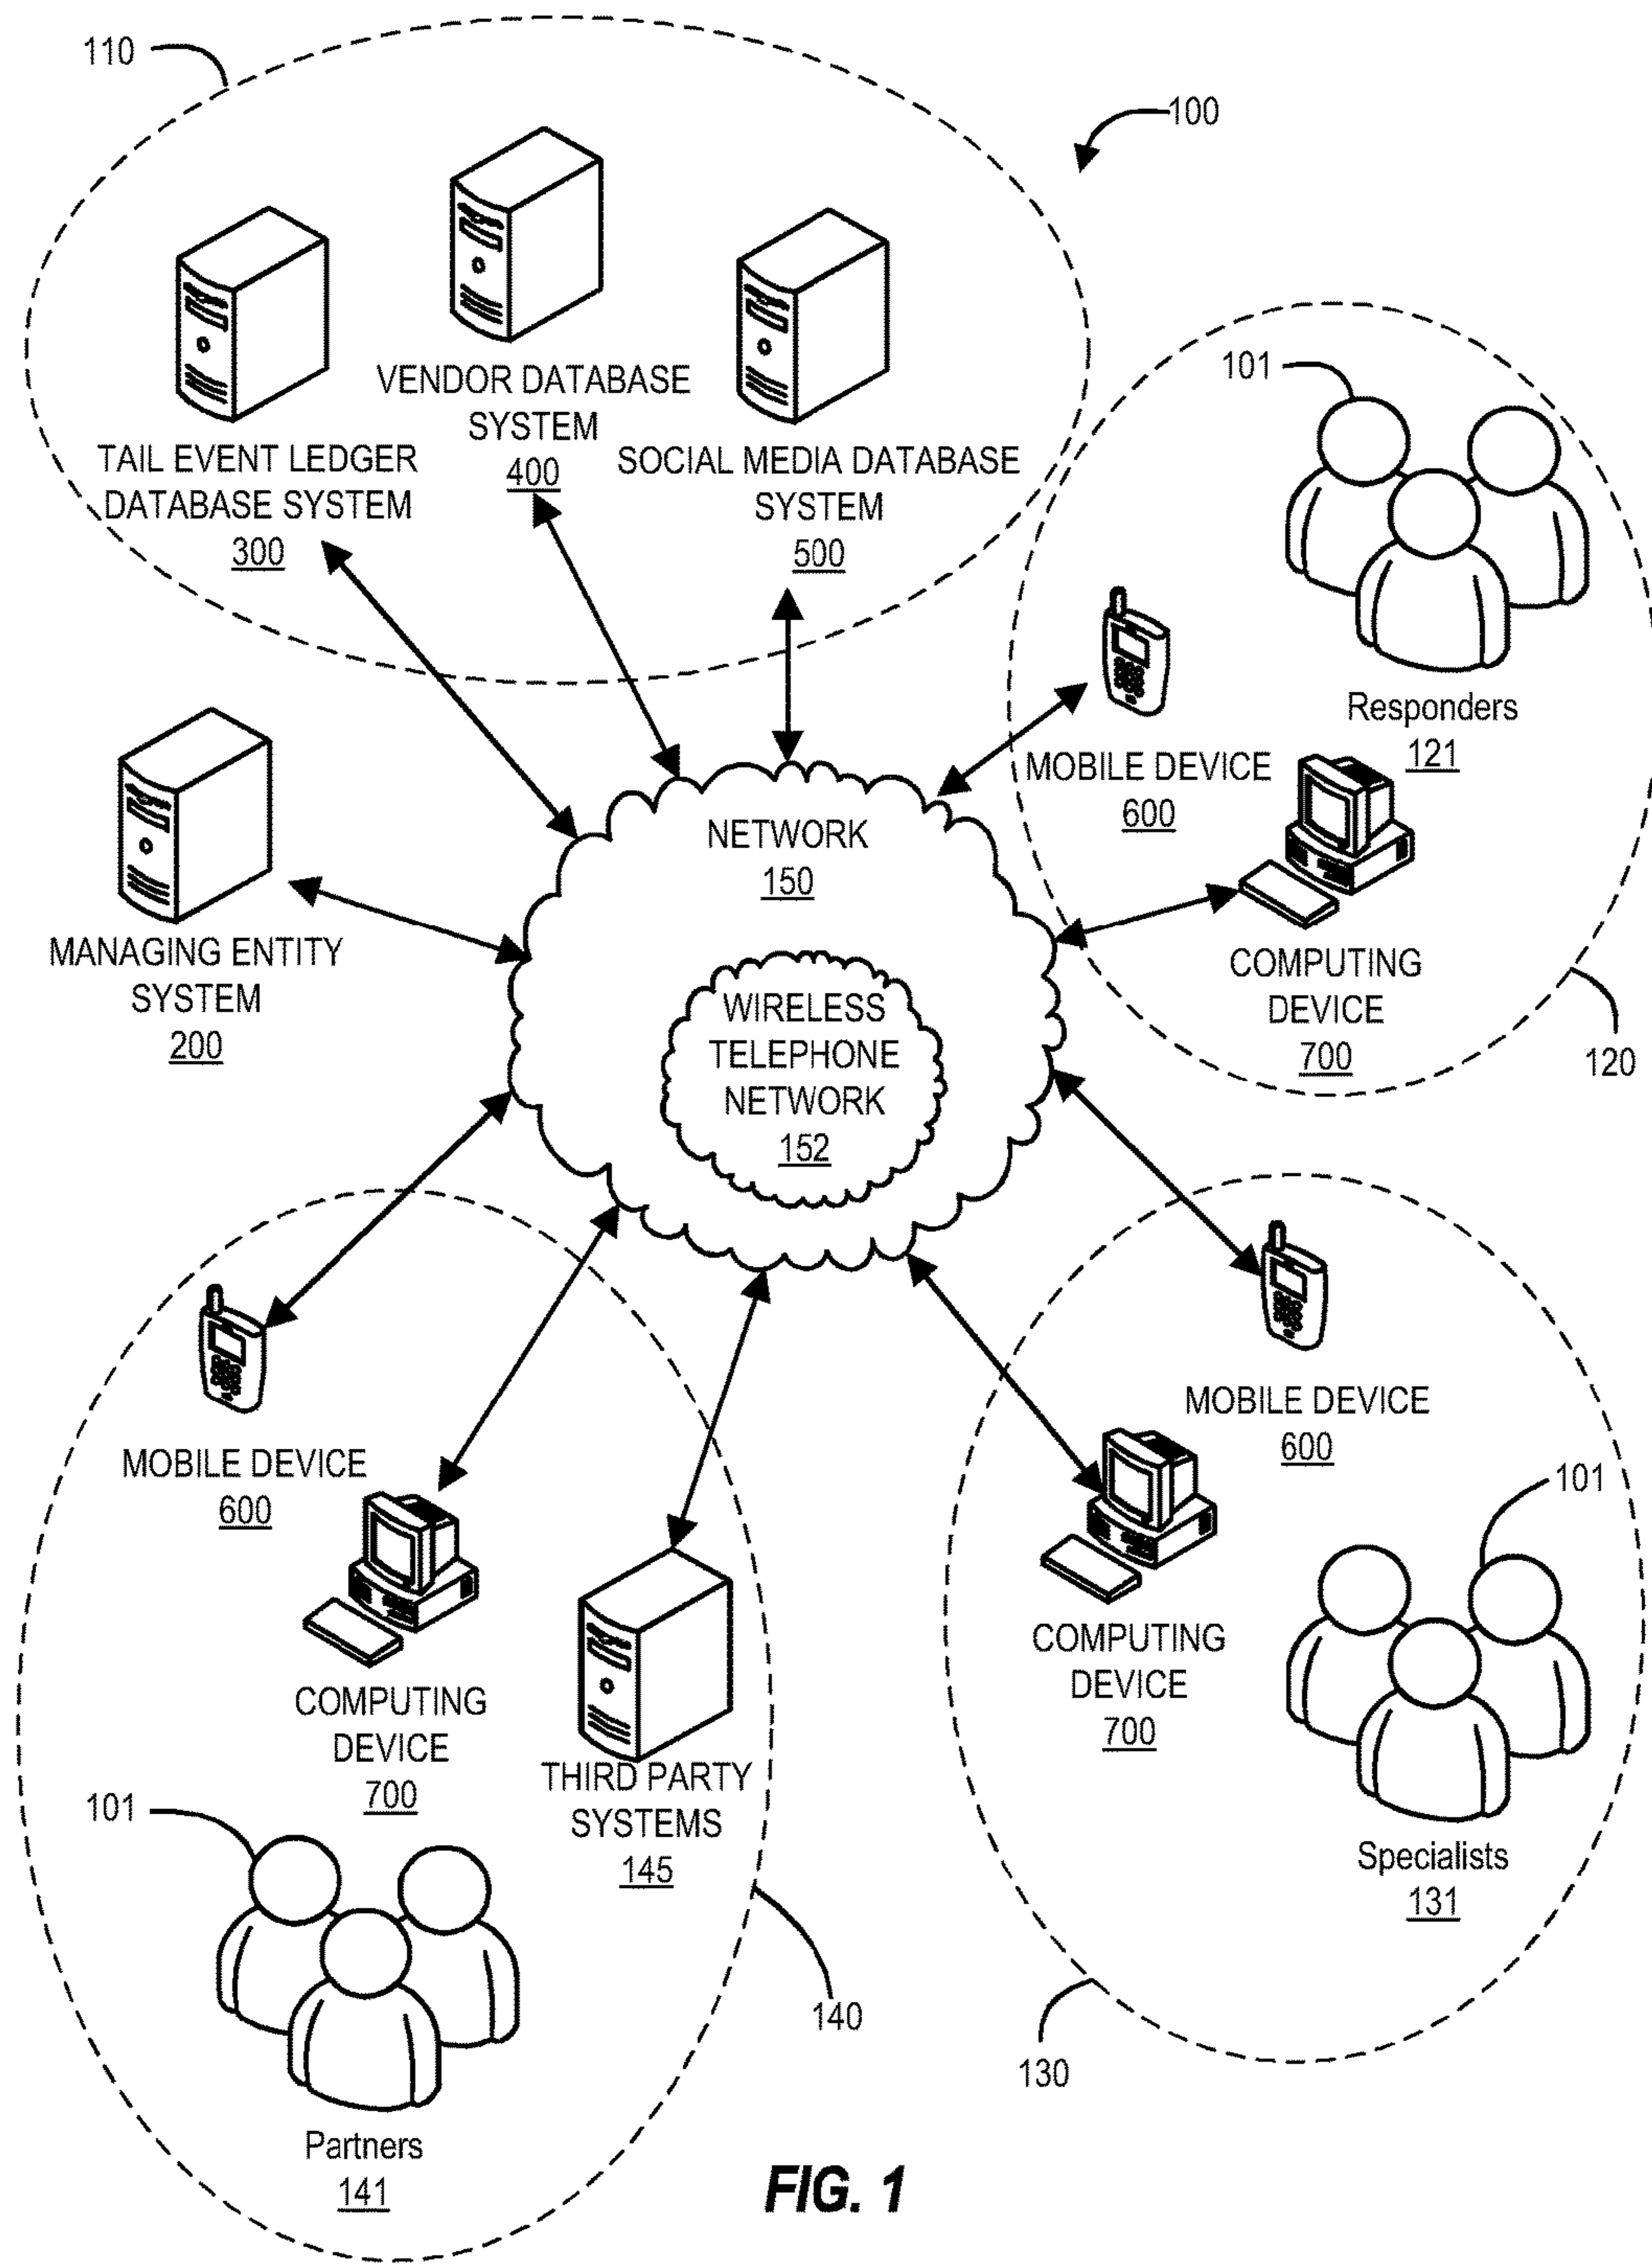 110
100
VENDOR DATABASE
SYSTEM
400
TAIL EVENT LEDGER
DATABASE SYSTEM
300
SOCIAL MEDIA DATABASE
SYSTEM
500
101
Responders
121
MOBILE DEVICE
600
COMPUTING
DEVICE
700
120
MANAGING ENTITY
SYSTEM
200
NETWORK
150
WIRELESS
TELEPHONE
NETWORK
152
MOBILE DEVICE
600
COMPUTING
DEVICE
700
THIRD PARTY
SYSTEMS
145
101
Partners
141
140
MOBILE DEVICE
600
COMPUTING
DEVICE
700
101
Specialists
131
130
FIG. 1